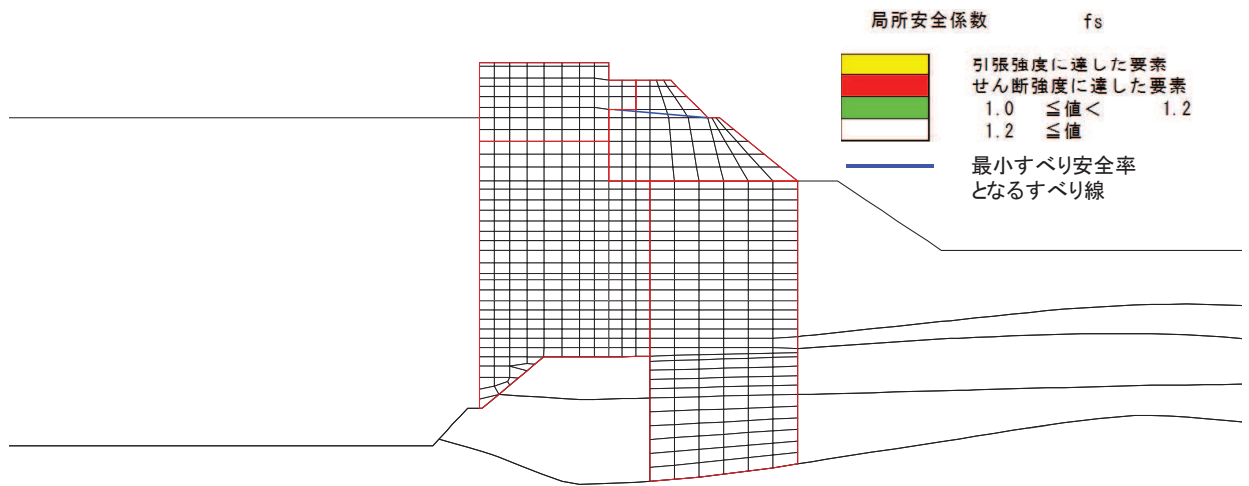 局所安全係数 fs
引張強度に達した要素
せん断強度に達した要素
1.0 ≦値< 1.2
1.2 ≦値
最小すべり安全率
となるすべり線